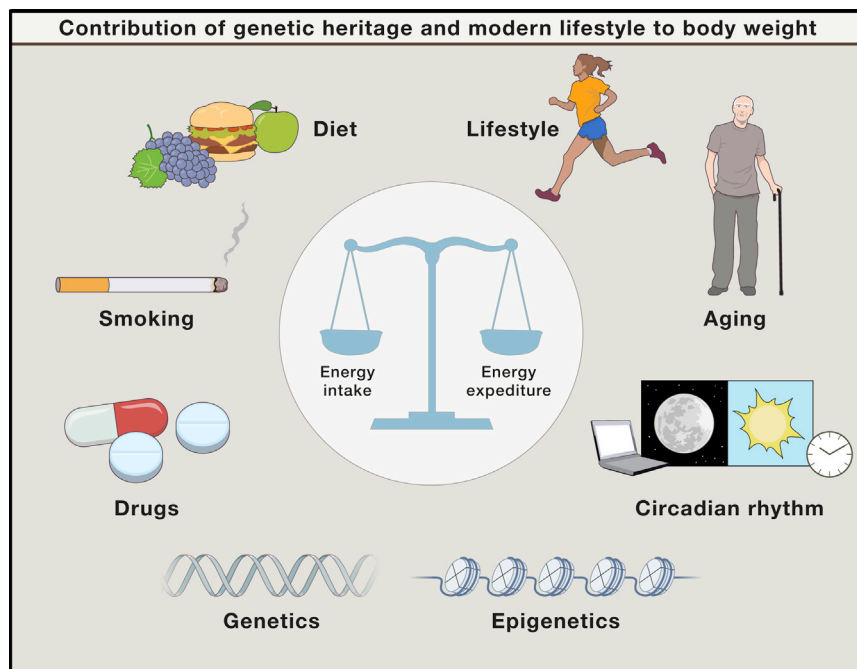 Contribution of genetic heritage and modern lifestyle to body weight
Diet
Lifestyle
Smoking
Aging
Energy
intake
Energy
expediture
Drugs
Circadian rhythm
Genetics
Epigenetics